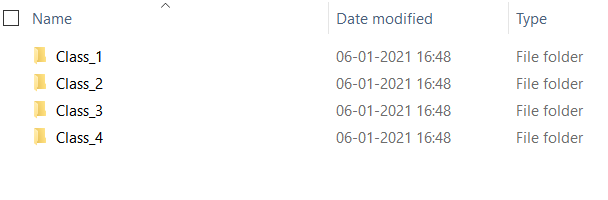 Name Date modified Type
Class_1 06-01-2021 16:48 File folder
Class_2 06-01-2021 16:48 File folder
Class_3 06-01-2021 16:48 File folder
Class_4 06-01-2021 16:48 File folder